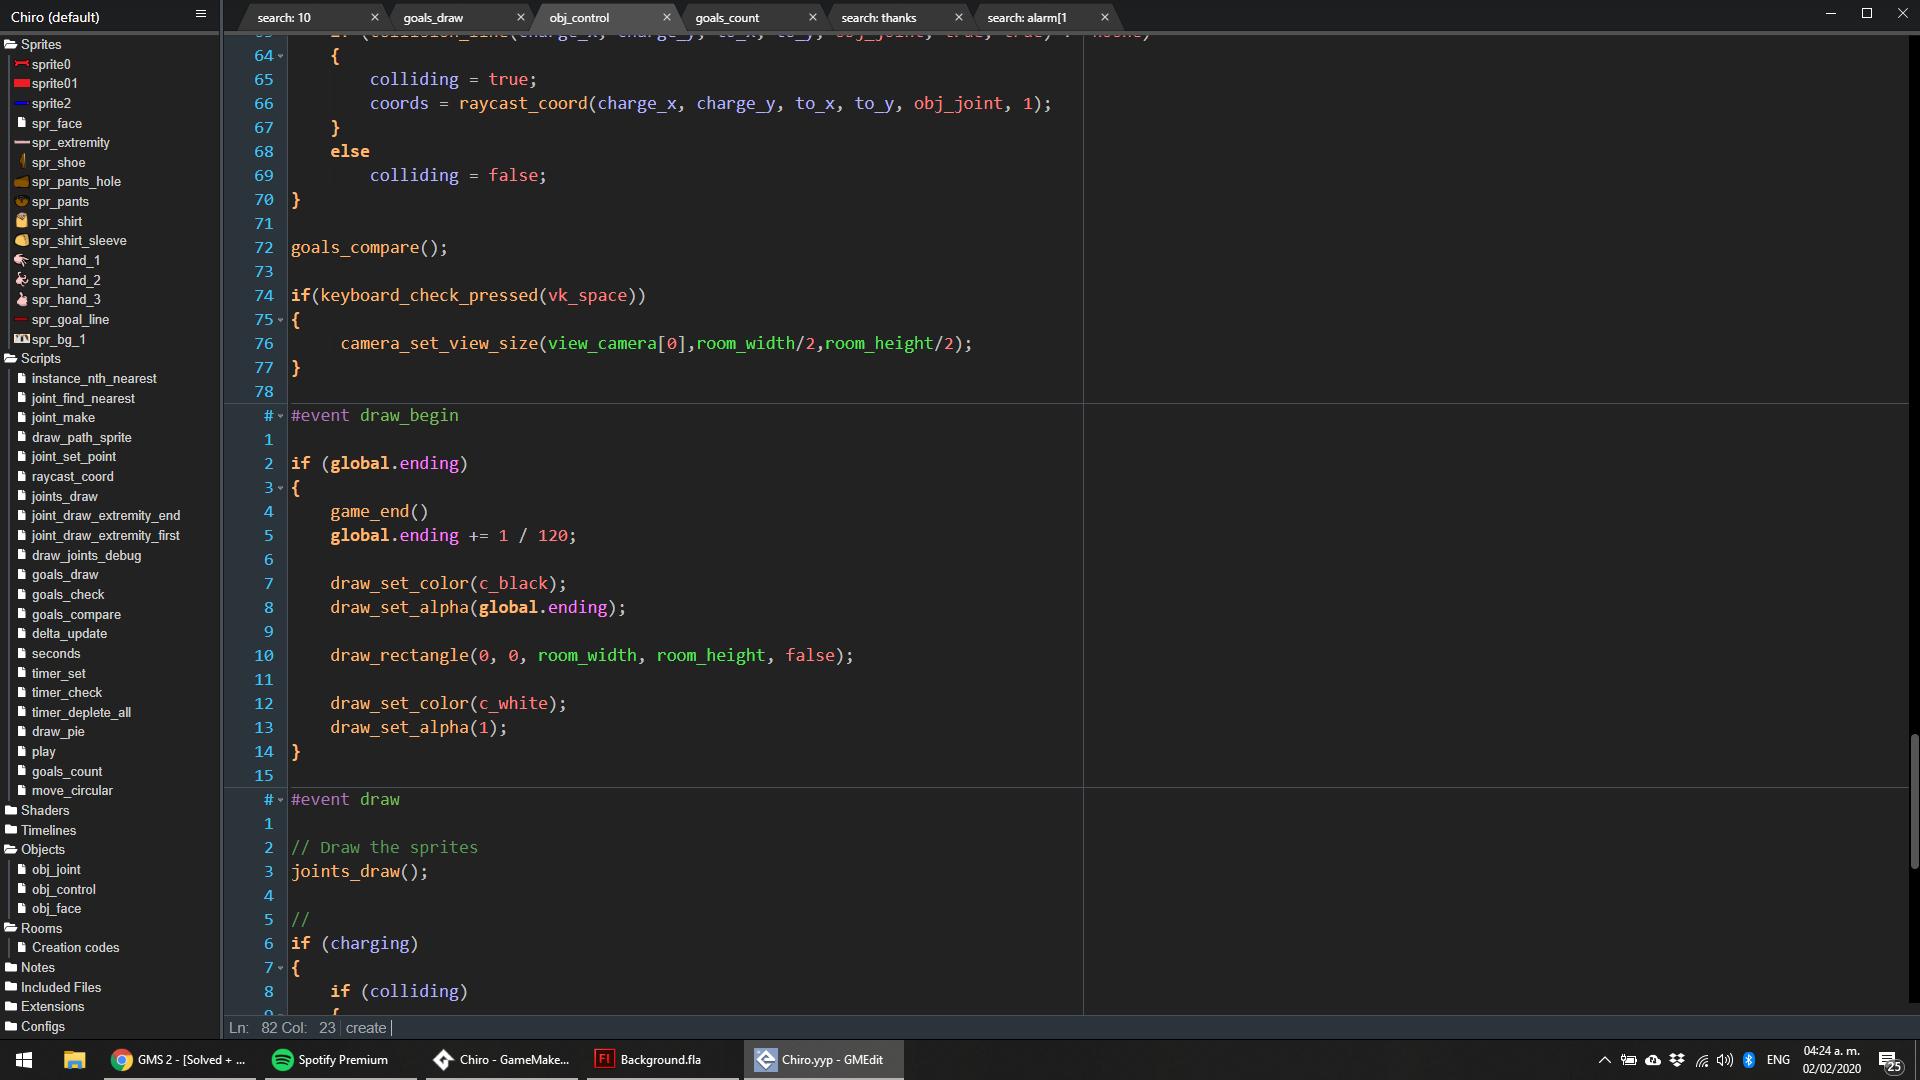 Chiro (default)
search: 10
goals_draw
obj_control
goals_count
search: thanks
search: alarm[1
Sprites
sprite0
sprite01
sprite2
spr_face
spr_extremity
spr_shoe
spr_pants_hole
spr_pants
spr_shirt
spr_shirt_sleeve
spr_hand_1
spr_hand_2
spr_hand_3
spr_goal_line
spr_bg_1
Scripts
instance_nth_nearest
joint_find_nearest
joint_make
draw_path_sprite
joint_set_point
raycast_coord
joints_draw
joint_draw_extremity_end
joint_draw_extremity_first
draw_joints_debug
goals_draw
goals_check
goals_compare
delta_update
seconds
timer_set
timer_check
timer_deplete_all
draw_pie
play
goals_count
move_circular
Shaders
Timelines
Objects
obj_joint
obj_control
obj_face
Rooms
Creation codes
Notes
Included Files
Extensions
Configs
64 {
65 colliding = true;
66 coords = raycast_coord(charge_x, charge_y, to_x, to_y, obj_joint, 1);
67 }
68 else
69 colliding = false;
70 }
71
72 goals_compare();
73
74 if(keyboard_check_pressed(vk_space))
75 {
76 camera_set_view_size(view_camera[0],room_width/2,room_height/2);
77 }
78
# #event draw_begin
1
2 if (global.ending)
3 {
4 game_end()
5 global.ending += 1 / 120;
6
7 draw_set_color(c_black);
8 draw_set_alpha(global.ending);
9
10 draw_rectangle(0, 0, room_width, room_height, false);
11
12 draw_set_color(c_white);
13 draw_set_alpha(1);
14 }
15
# #event draw
1
2 // Draw the sprites
3 joints_draw();
4
5 //
6 if (charging)
7 {
8 if (colliding)
Ln: 82 Col: 23 create
GMS 2 - [Solved + ...
Spotify Premium
Chiro - GameMake...
Fl Background.fla
Chiro.yyp - GMEdit
ENG
04:24 a. m.
02/02/2020
25